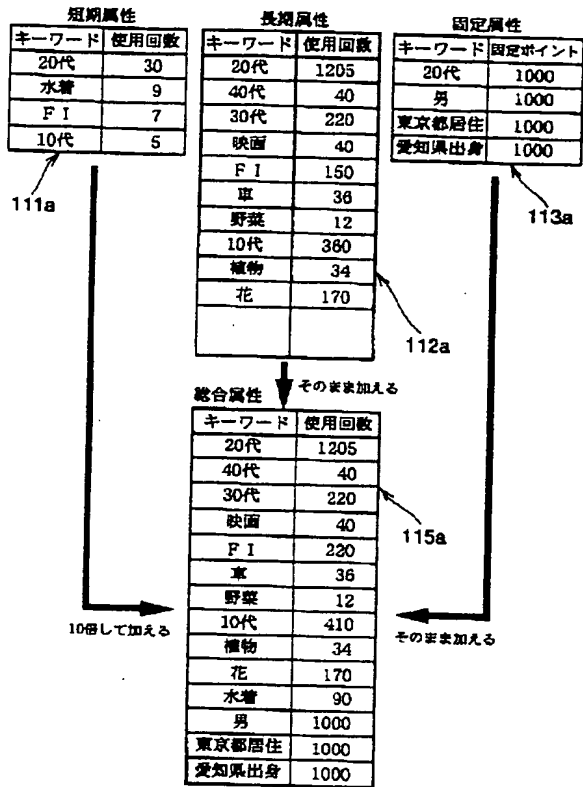 短期属性
キーワード 使用回数
20代 30
水着 9
F I 7
10代 5
111a
長期属性
キーワード 使用回数
20代 1205
40代 40
30代 220
映画 40
F I 150
車 36
野菜 12
10代 360
植物 34
花 170
112a
固定属性
キーワード 固定ポイント
20代 1000
男 1000
東京都居住 1000
愛知県出身 1000
113a
そのまま加える
総合属性
キーワード 使用回数
20代 1205
40代 40
30代 220
映画 40
F I 220
車 36
野菜 12
10代 410
植物 34
花 170
水着 90
男 1000
東京都居住 1000
愛知県出身 1000
115a
10倍して加える
そのまま加える